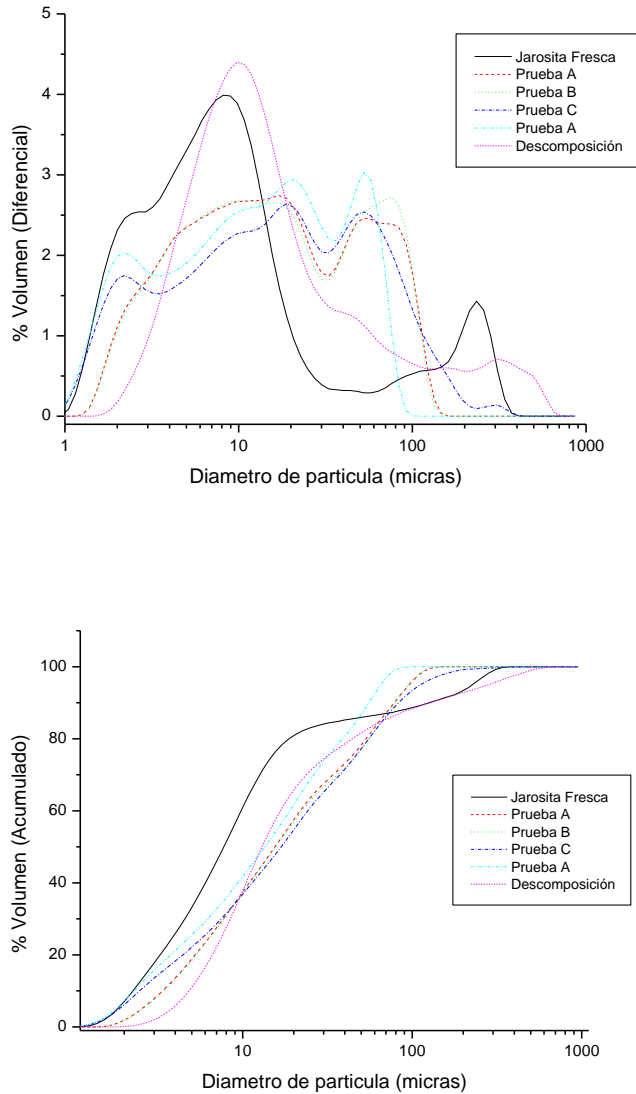 5
4
3
2
1
0
% Volumen (Diferencial)
1
10
100
1000
Diametro de particula (micras)
Jarosita Fresca
Prueba A
Prueba B
Prueba C
Prueba A
Descomposición
100
80
60
40
20
0
% Volumen (Acumulado)
10
100
1000
Diametro de particula (micras)
Jarosita Fresca
Prueba A
Prueba B
Prueba C
Prueba A
Descomposición